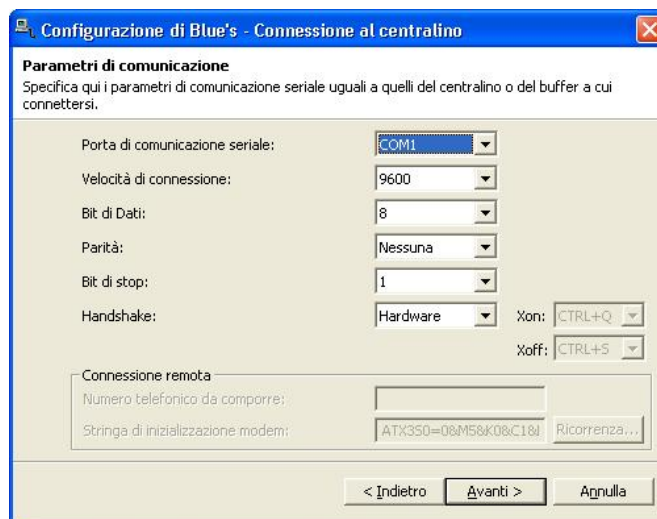 Configurazione di Blue's - Connessione al centralino
Parametri di comunicazione
Specifica qui i parametri di comunicazione seriale uguali a quelli del centralino o del buffer a cui
connettersi.
Porta di comunicazione seriale: COM1
Velocità di connessione: 9600
Bit di Dati: 8
Parità: Nessuna
Bit di stop: 1
Handshake: Hardware Xon: CTRL+Q
Xoff: CTRL+S
Connessione remota
Numero telefonico da comporre:
Stringa di inizializzazione modem: ATX3S0=0&M5&K0&C1& Ricorrenza...
< Indietro Avanti > Annulla